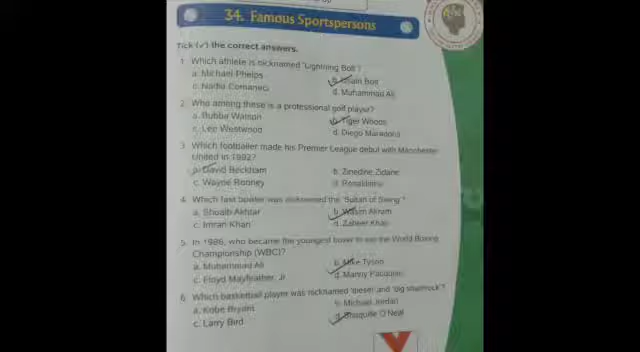 34. Famous Sportspersons
Tick (✓) the correct answers.
1. Which athlete is nicknamed 'Lightning Bolt'?
a. Michael Phelps
b. Usain Bolt
c. Nadia Comaneci
d. Muhammad Ali
2. Who among these is a professional golf player?
a. Bubba Watson
b. Tiger Woods
c. Lee Westwood
d. Diego Maradona
3. Which footballer made his Premier League debut with Manchester
United in 1992?
a. David Beckham
b. Zinedine Zidane
c. Wayne Rooney
d. Ronaldinho
4. Which fast bowler was nicknamed the 'Sultan of Swing'?
a. Shoaib Akhtar
b. Wasim Akram
c. Imran Khan
d. Zaheer Khan
5. In 1986, who became the youngest boxer to win the World Boxing
Championship (WBC)?
a. Muhammad Ali
b. Mike Tyson
c. Floyd Mayweather, Jr.
d. Manny Pacquiao
6. Which basketball player was nicknamed 'diesel' and 'big shamrock'?
a. Kobe Bryant
b. Michael Jordan
c. Larry Bird
d. Shaquille O'Neal